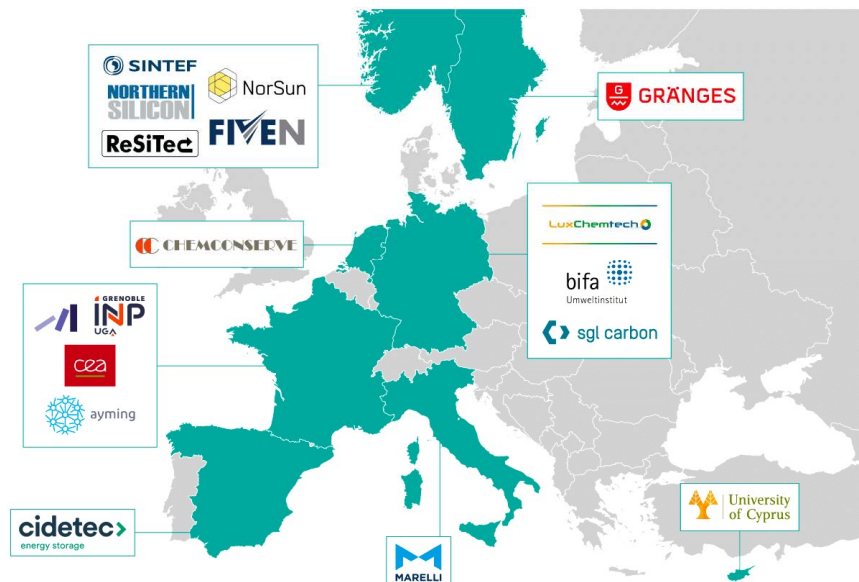 SINTEF
NorSun
NORTHERN
SILICON
ReSiTec
FIVEN
G
GRÄNGES
CC CHEMCONSERVE
LuxChemtech
bifa
Umweltinstitut
sgl carbon
GRENOBLE
INP
UGA
cea
ayming
cidetec
energy storage
MARELLI
University
of Cyprus